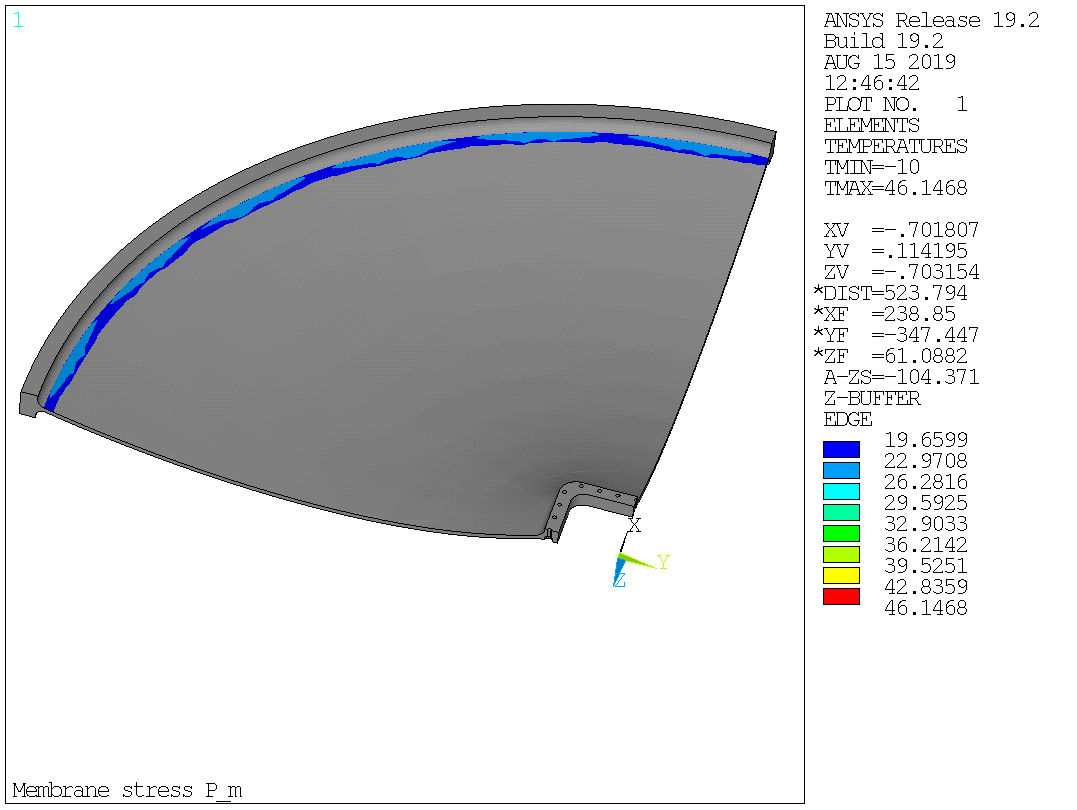 1
ANSYS Release 19.2
Build 19.2
AUG 15 2019
12:46:42
PLOT NO.   1
ELEMENTS
TEMPERATURES
TMIN=-10
TMAX=46.1468
XV  =-.701807
YV  =.114195
ZV  =-.703154
*DIST=523.794
*XF  =238.85
*YF  =-347.447
*ZF  =61.0882
A-ZS=-104.371
Z-BUFFER
EDGE
19.6599
22.9708
26.2816
29.5925
32.9033
36.2142
39.5251
42.8359
46.1468
X
Y
Z
Membrane stress P_m